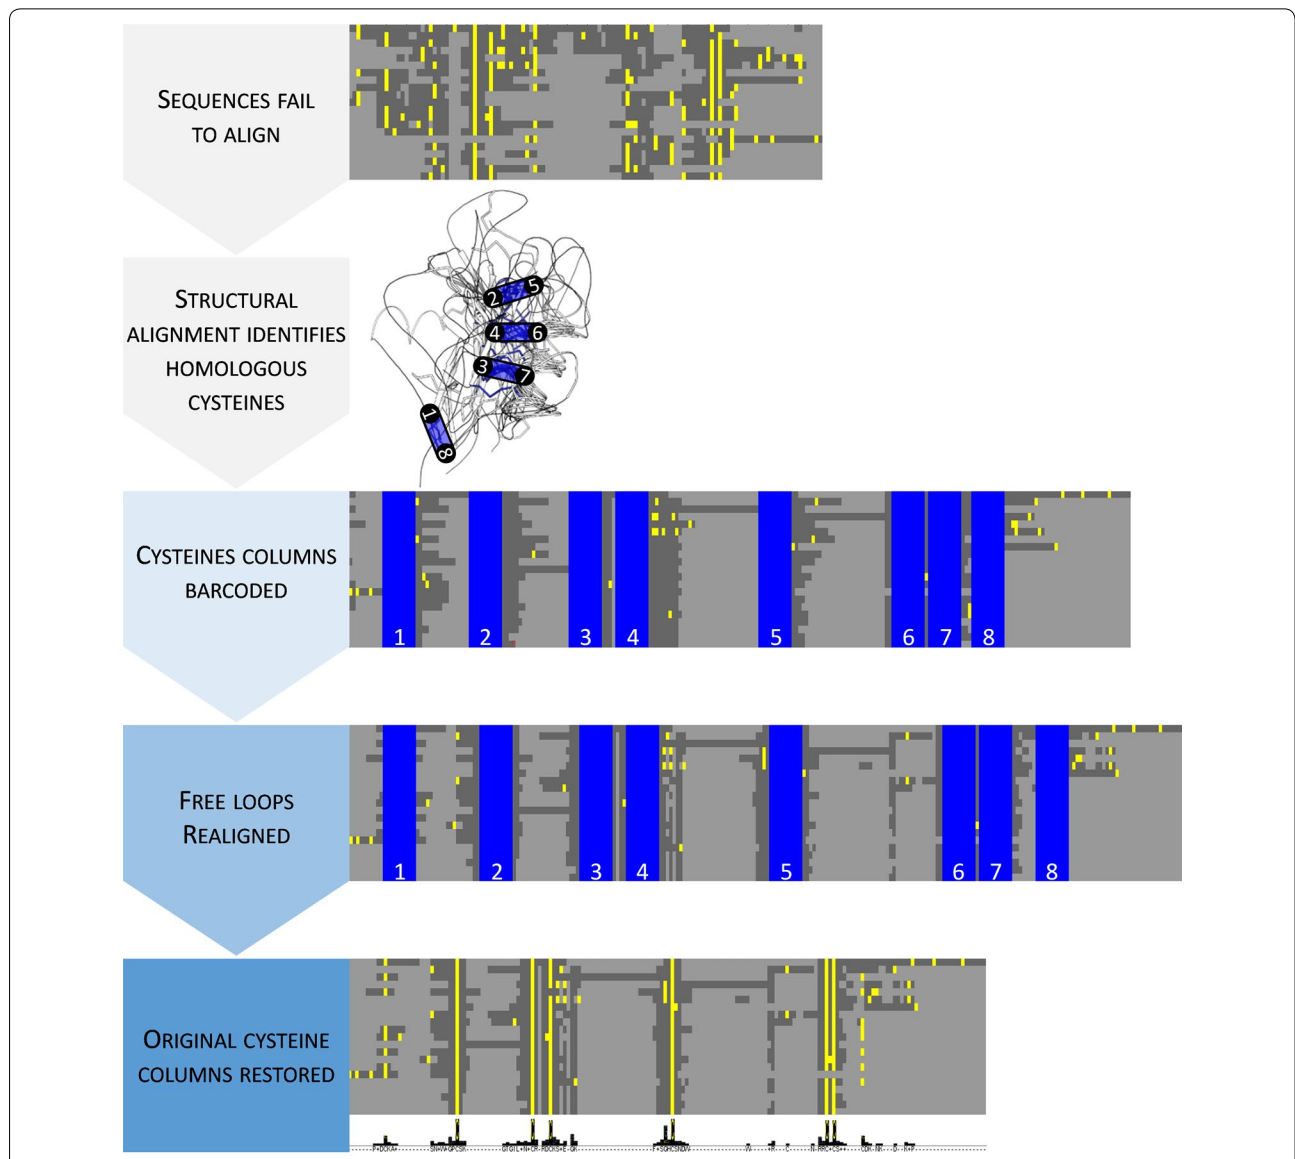 SEQUENCES FAIL
TO ALIGN
STRUCTURAL
ALIGNMENT IDENTIFIES
HOMOLOGOUS
CYSTEINES
2 5
4 6
3 7
1
8
CYSTEINES COLUMNS
BARCODED
1 2 3 4 5 6 7 8
FREE LOOPS
REALIGNED
1 2 3 4 5 6 7 8
ORIGINAL CYSTEINE
COLUMNS RESTORED